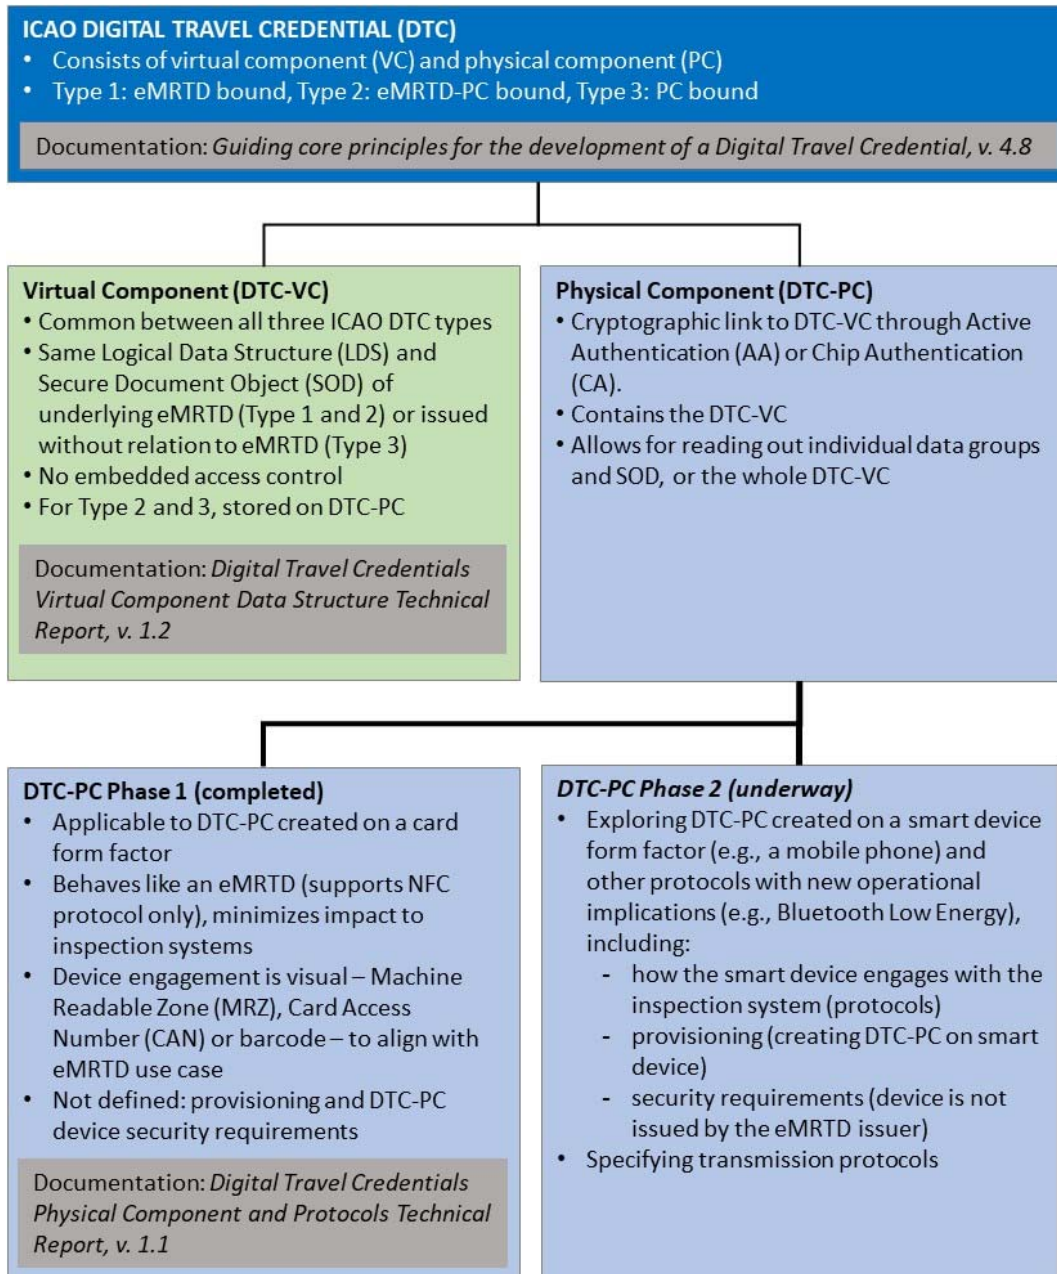 ICAO DIGITAL TRAVEL CREDENTIAL (DTC)
• Consists of virtual component (VC) and physical component (PC)
• Type 1: eMRTD bound, Type 2: eMRTD-PC bound, Type 3: PC bound
Documentation: Guiding core principles for the development of a Digital Travel Credential, v. 4.8
Virtual Component (DTC-VC)
• Common between all three ICAO DTC types
• Same Logical Data Structure (LDS) and
Secure Document Object (SOD) of
underlying eMRTD (Type 1 and 2) or issued
without relation to eMRTD (Type 3)
• No embedded access control
• For Type 2 and 3, stored on DTC-PC
Documentation: Digital Travel Credentials
Virtual Component Data Structure Technical
Report, v. 1.2
Physical Component (DTC-PC)
• Cryptographic link to DTC-VC through Active
Authentication (AA) or Chip Authentication
(CA).
• Contains the DTC-VC
• Allows for reading out individual data groups
and SOD, or the whole DTC-VC
DTC-PC Phase 1 (completed)
• Applicable to DTC-PC created on a card
form factor
• Behaves like an eMRTD (supports NFC
protocol only), minimizes impact to
inspection systems
• Device engagement is visual – Machine
Readable Zone (MRZ), Card Access
Number (CAN) or barcode – to align with
eMRTD use case
• Not defined: provisioning and DTC-PC
device security requirements
Documentation: Digital Travel Credentials
Physical Component and Protocols Technical
Report, v. 1.1
DTC-PC Phase 2 (underway)
• Exploring DTC-PC created on a smart device
form factor (e.g., a mobile phone) and
other protocols with new operational
implications (e.g., Bluetooth Low Energy),
including:
- how the smart device engages with the
inspection system (protocols)
- provisioning (creating DTC-PC on smart
device)
- security requirements (device is not
issued by the eMRTD issuer)
• Specifying transmission protocols